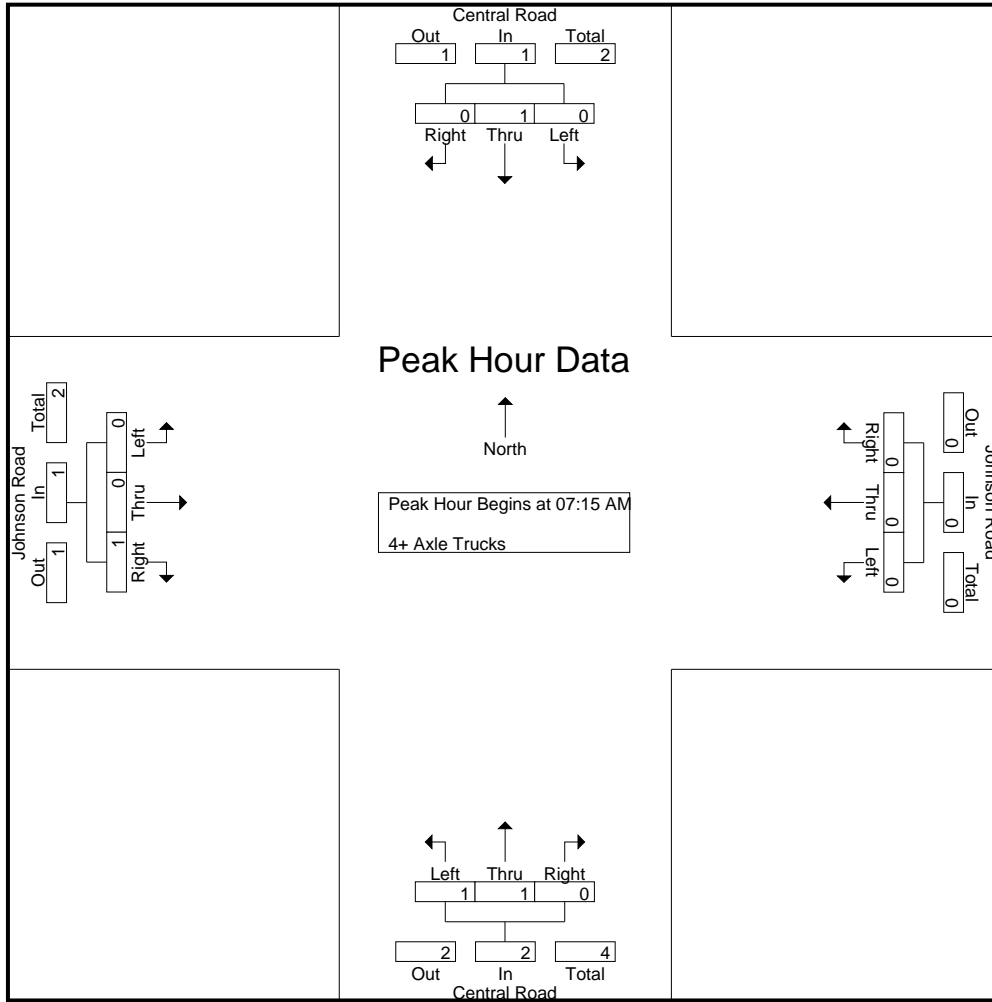 Central Road
Out In Total
1 1 2
0 1 0
Right Thru Left
Peak Hour Data
North
Peak Hour Begins at 07:15 AM
4+ Axle Trucks
Johnson Road
Total In Out
2 1 1
0 0 1
Left Thru Right
Right Thru Left
0 0 0
Out In Total
0 0 0
Johnson Road
Left Thru Right
1 1 0
2 2 4
Out In Total
Central Road